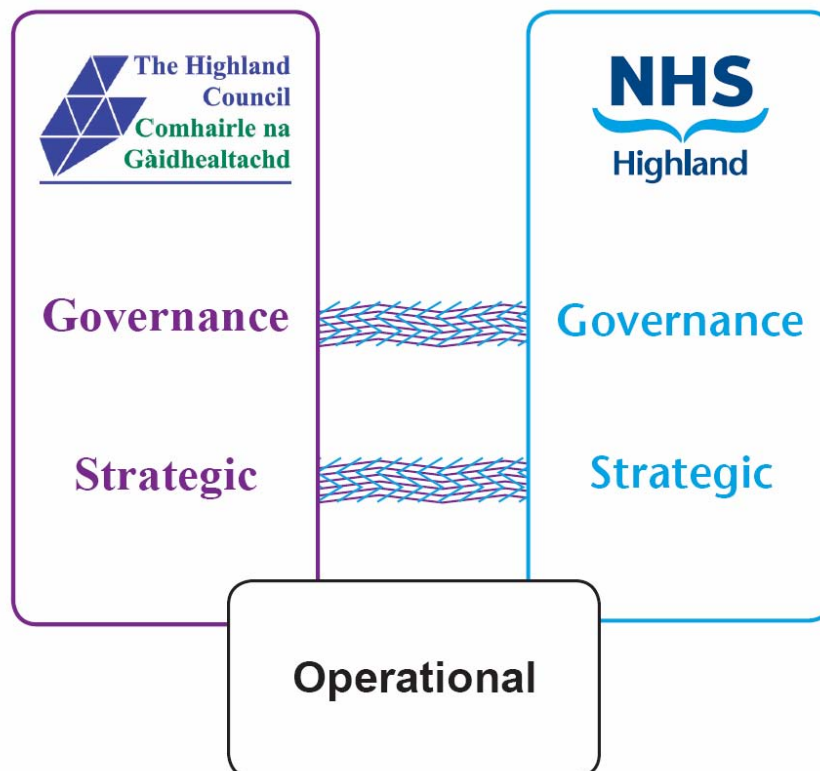 The Highland
Council
Comhairle na
Gàidhealtachd
Governance
Strategic
NHS
Highland
Governance
Strategic
Operational